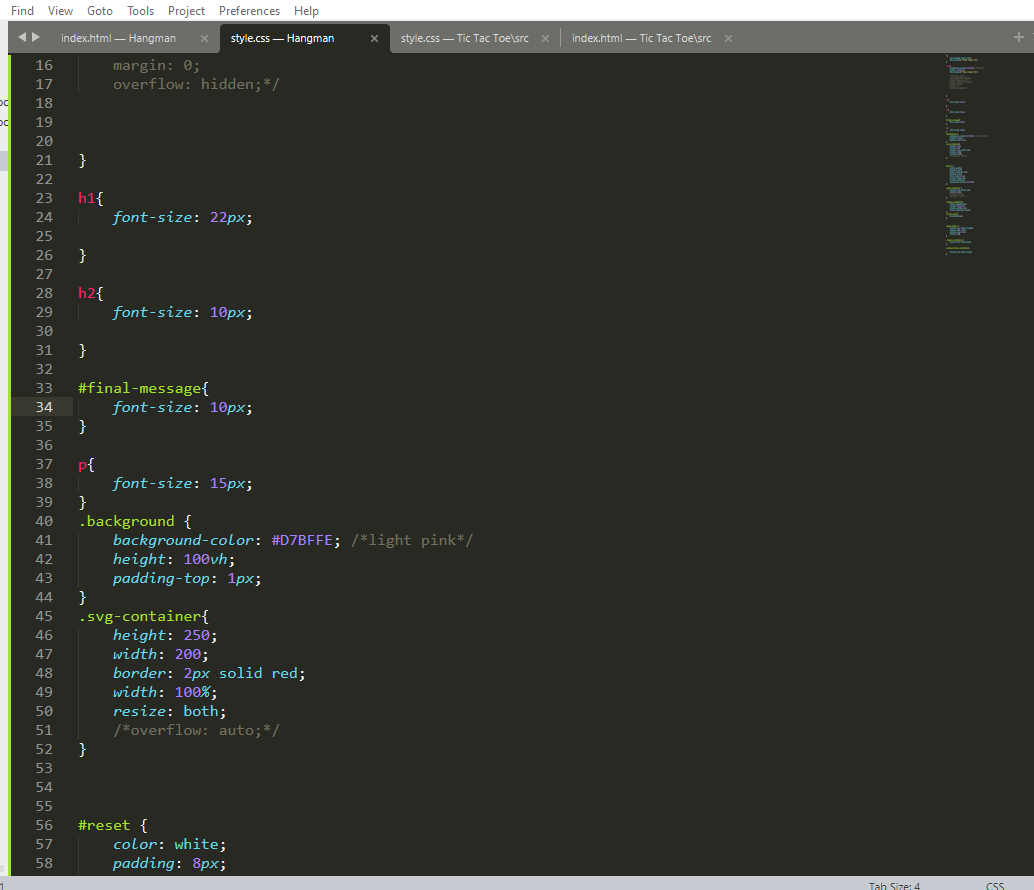 Find View Goto Tools Project Preferences Help
index.html — Hangman × style.css — Hangman × style.css — Tic Tac Toe\src × index.html — Tic Tac Toe\src × +
16 margin: 0;
17 overflow: hidden;*/
18
19
20
21 }
22
23 h1{
24 font-size: 22px;
25
26 }
27
28 h2{
29 font-size: 10px;
30
31 }
32
33 #final-message{
34 font-size: 10px;
35 }
36
37 p{
38 font-size: 15px;
39 }
40 .background {
41 background-color: #D7BFFE; /*light pink*/
42 height: 100vh;
43 padding-top: 1px;
44 }
45 .svg-container{
46 height: 250;
47 width: 200;
48 border: 2px solid red;
49 width: 100%;
50 resize: both;
51 /*overflow: auto;*/
52 }
53
54
55
56 #reset {
57 color: white;
58 padding: 8px;
Tab Size: 4 CSS